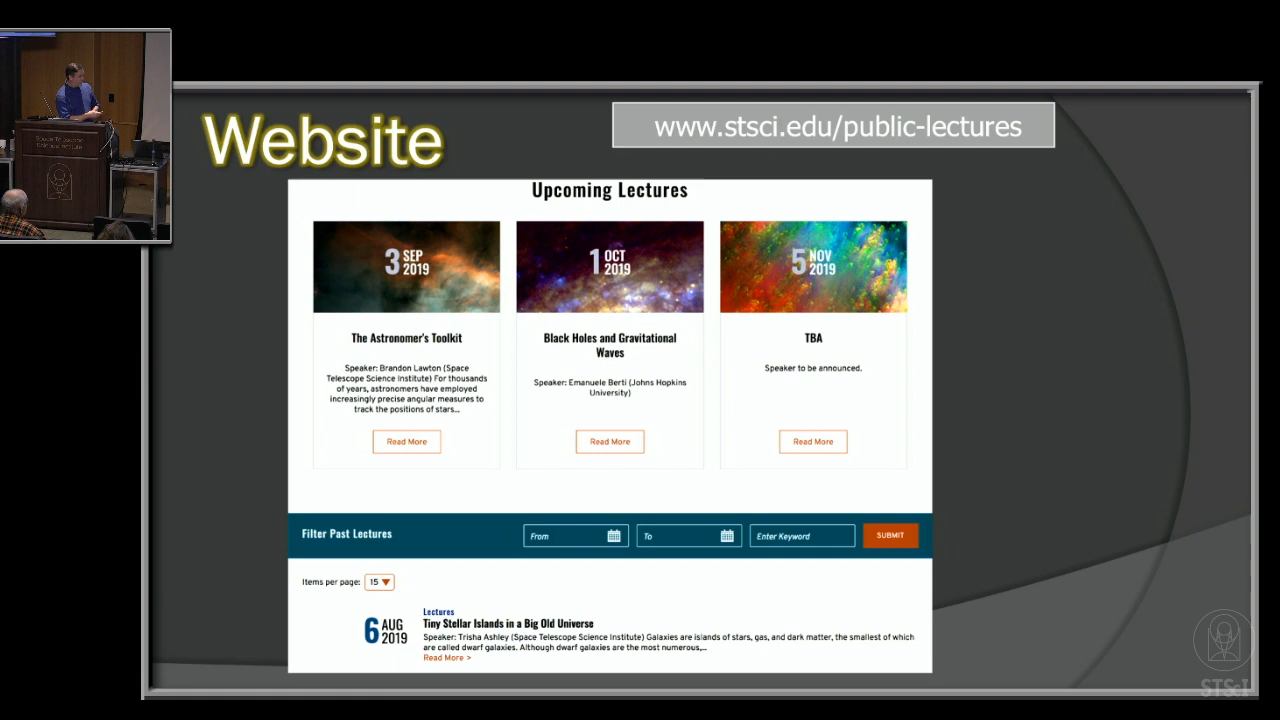 Website
www.stsci.edu/public-lectures
Upcoming Lectures
3 SEP 2019
1 OCT 2019
5 NOV 2019
The Astronomer's Toolkit
Speaker: Brandon Lawton (Space
Telescope Science Institute) For thousands
of years, astronomers have employed
increasingly precise angular measures to
track the positions of stars...
Read More
Black Holes and Gravitational
Waves
Speaker: Emanuele Berti (Johns Hopkins
University)
Read More
TBA
Speaker to be announced.
Read More
Filter Past Lectures
From
To
Enter Keyword
SUBMIT
Items per page: 15
6 AUG 2019
Lectures
Tiny Stellar Islands in a Big Old Universe
Speaker: Trisha Ashley (Space Telescope Science Institute) Galaxies are islands of stars, gas, and dark matter, the smallest of which
are called dwarf galaxies. Although dwarf galaxies are the most numerous,...
Read More >
Space Telescope
Science Institute
STScI